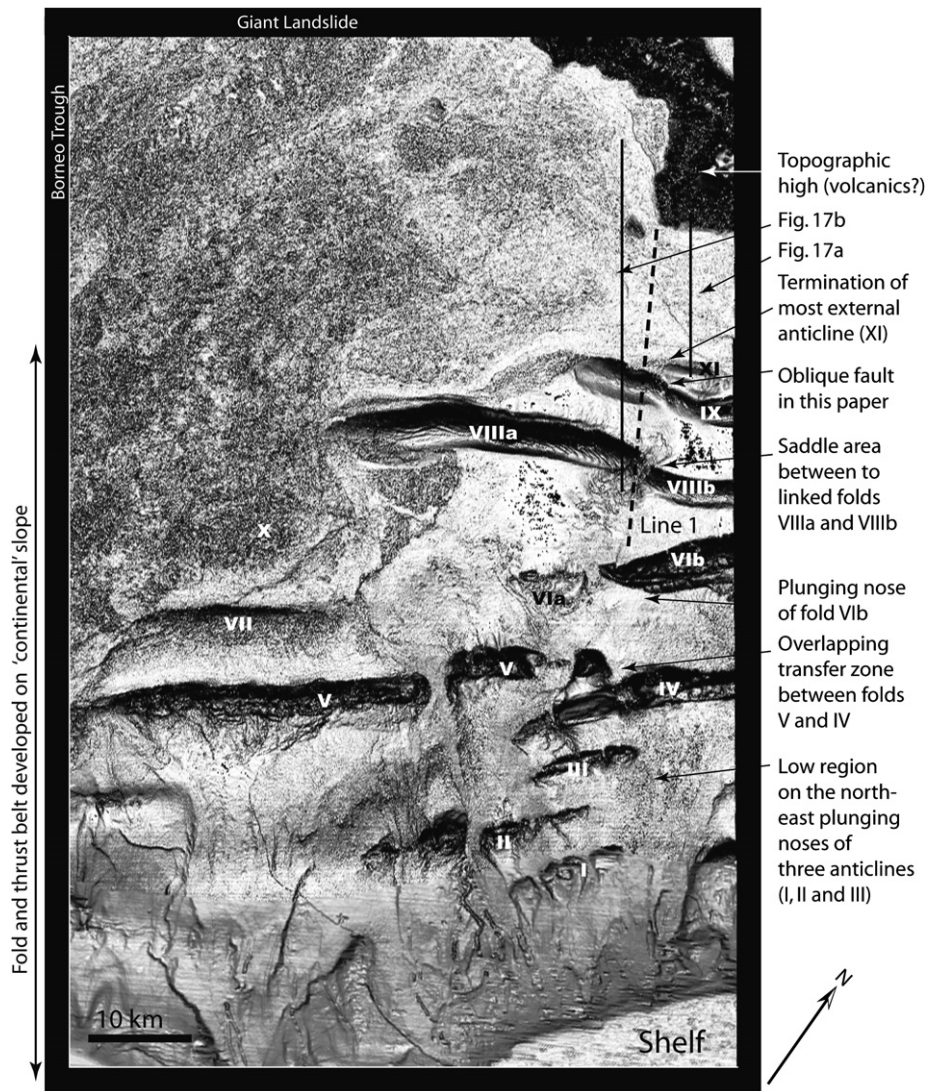 Giant Landslide
Borneo Trough
Topographic
high (volcanics?)
Fig. 17b
Fig. 17a
Termination of
most external
anticline (XI)
XI
Oblique fault
in this paper
IX
VIIIa
Saddle area
between to
linked folds
VIIIa and VIIIb
VIIIb
Line 1
X
VIb
VIa
Plunging nose
of fold VIb
VII
Overlapping
transfer zone
between folds
V and IV
V
V
IV
III
Low region
on the north-
east plunging
noses of
three anticlines
(I, II and III)
II
I
Fold and thrust belt developed on 'continental' slope
10 km
Shelf
N